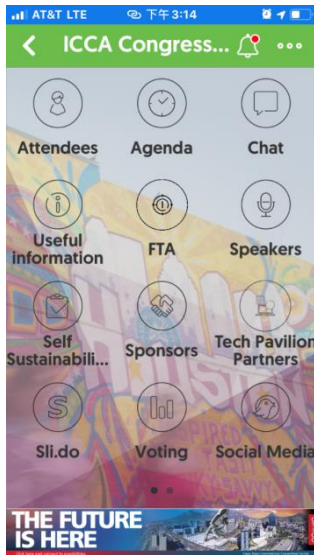 AT&T LTE 下午3:14
ICCA Congress...
Attendees Agenda Chat
Useful information FTA Speakers
Self Sustainabili... Sponsors Tech Pavilion Partners
S
Sli.do Voting Social Media
THE FUTURE
IS HERE